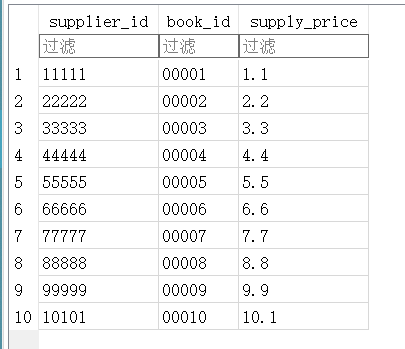 supplier_id book_id supply_price
过滤 过滤 过滤
1 11111 00001 1.1
2 22222 00002 2.2
3 33333 00003 3.3
4 44444 00004 4.4
5 55555 00005 5.5
6 66666 00006 6.6
7 77777 00007 7.7
8 88888 00008 8.8
9 99999 00009 9.9
10 10101 00010 10.1